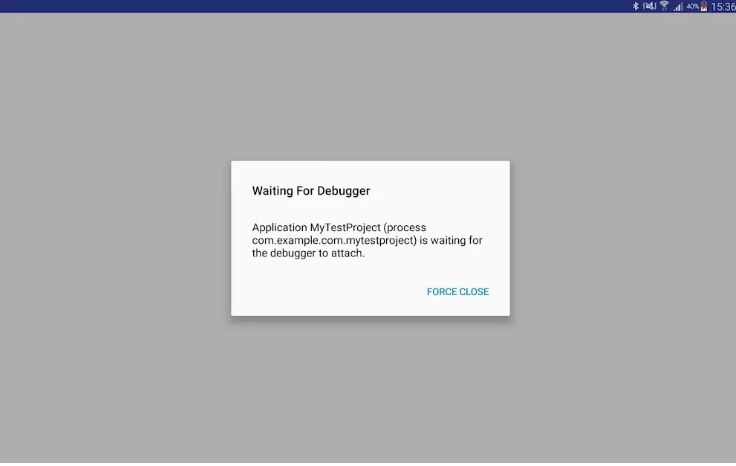 40% 15:36
Waiting For Debugger
Application MyTestProject (process
com.example.com.mytestproject) is waiting for
the debugger to attach.
FORCE CLOSE